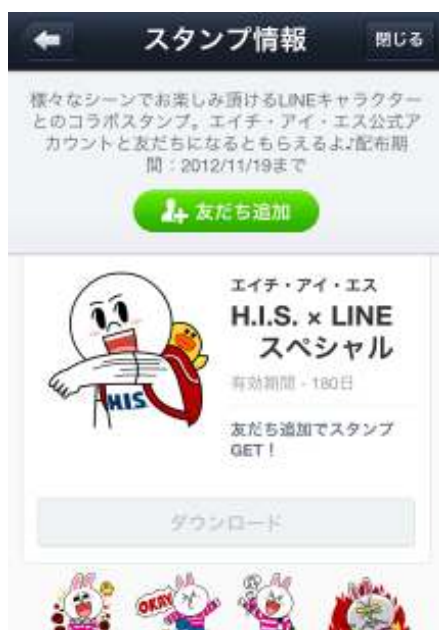 スタンプ情報
閉じる
様々なシーンでお楽しみ頂けるLINEキャラクター
とのコラボスタンプ。エイチ・アイ・エス公式ア
カウントと友だちになるともらえるよ♪配布期
間：2012/11/19まで
友だち追加
エイチ・アイ・エス
H.I.S. × LINE
スペシャル
有効期間 - 180日
友だち追加でスタンプ
GET！
HIS
ダウンロード
OKAY